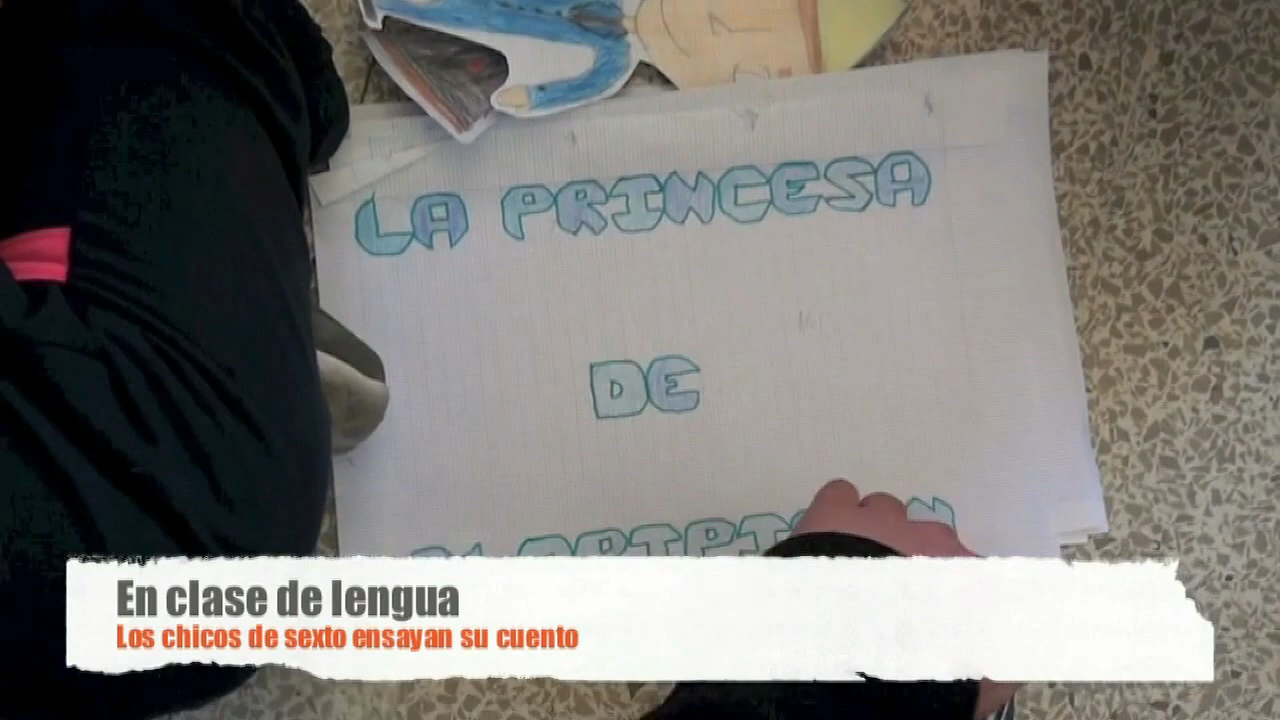 LA PRINCESA
DE
En clase de lengua
Los chicos de sexto ensayan su cuento